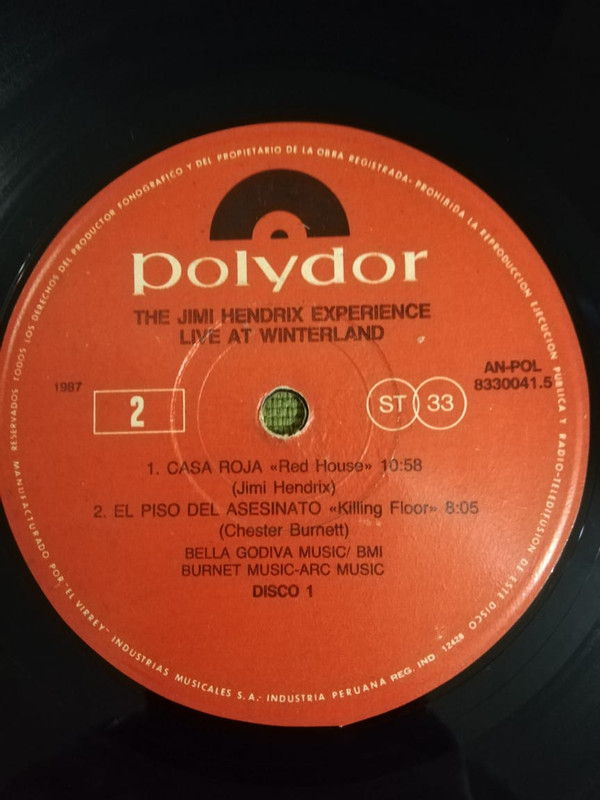 RESERVADOS TODOS LOS DERECHOS DEL PRODUCTOR FONOGRAFICO Y DEL PROPIETARIO DE LA OBRA REGISTRADA- PROHIBIDA LA REPRODUCCION EJECUCION PUBLICA Y RADIO-TELEDIFUSION DE ESTE DISCO
polydor
THE JIMI HENDRIX EXPERIENCE
LIVE AT WINTERLAND
1987
2
ST 33
AN-POL
8330041.5
1. CASA ROJA «Red House» 10:58
(Jimi Hendrix)
2. EL PISO DEL ASESINATO «Killing Floor» 8:05
(Chester Burnett)
BELLA GODIVA MUSIC/ BMI
BURNET MUSIC-ARC MUSIC
DISCO 1
MANUFACTURADO POR "EL VIRREY" INDUSTRIAS MUSICALES S.A.- INDUSTRIA PERUANA REG. IND 12428